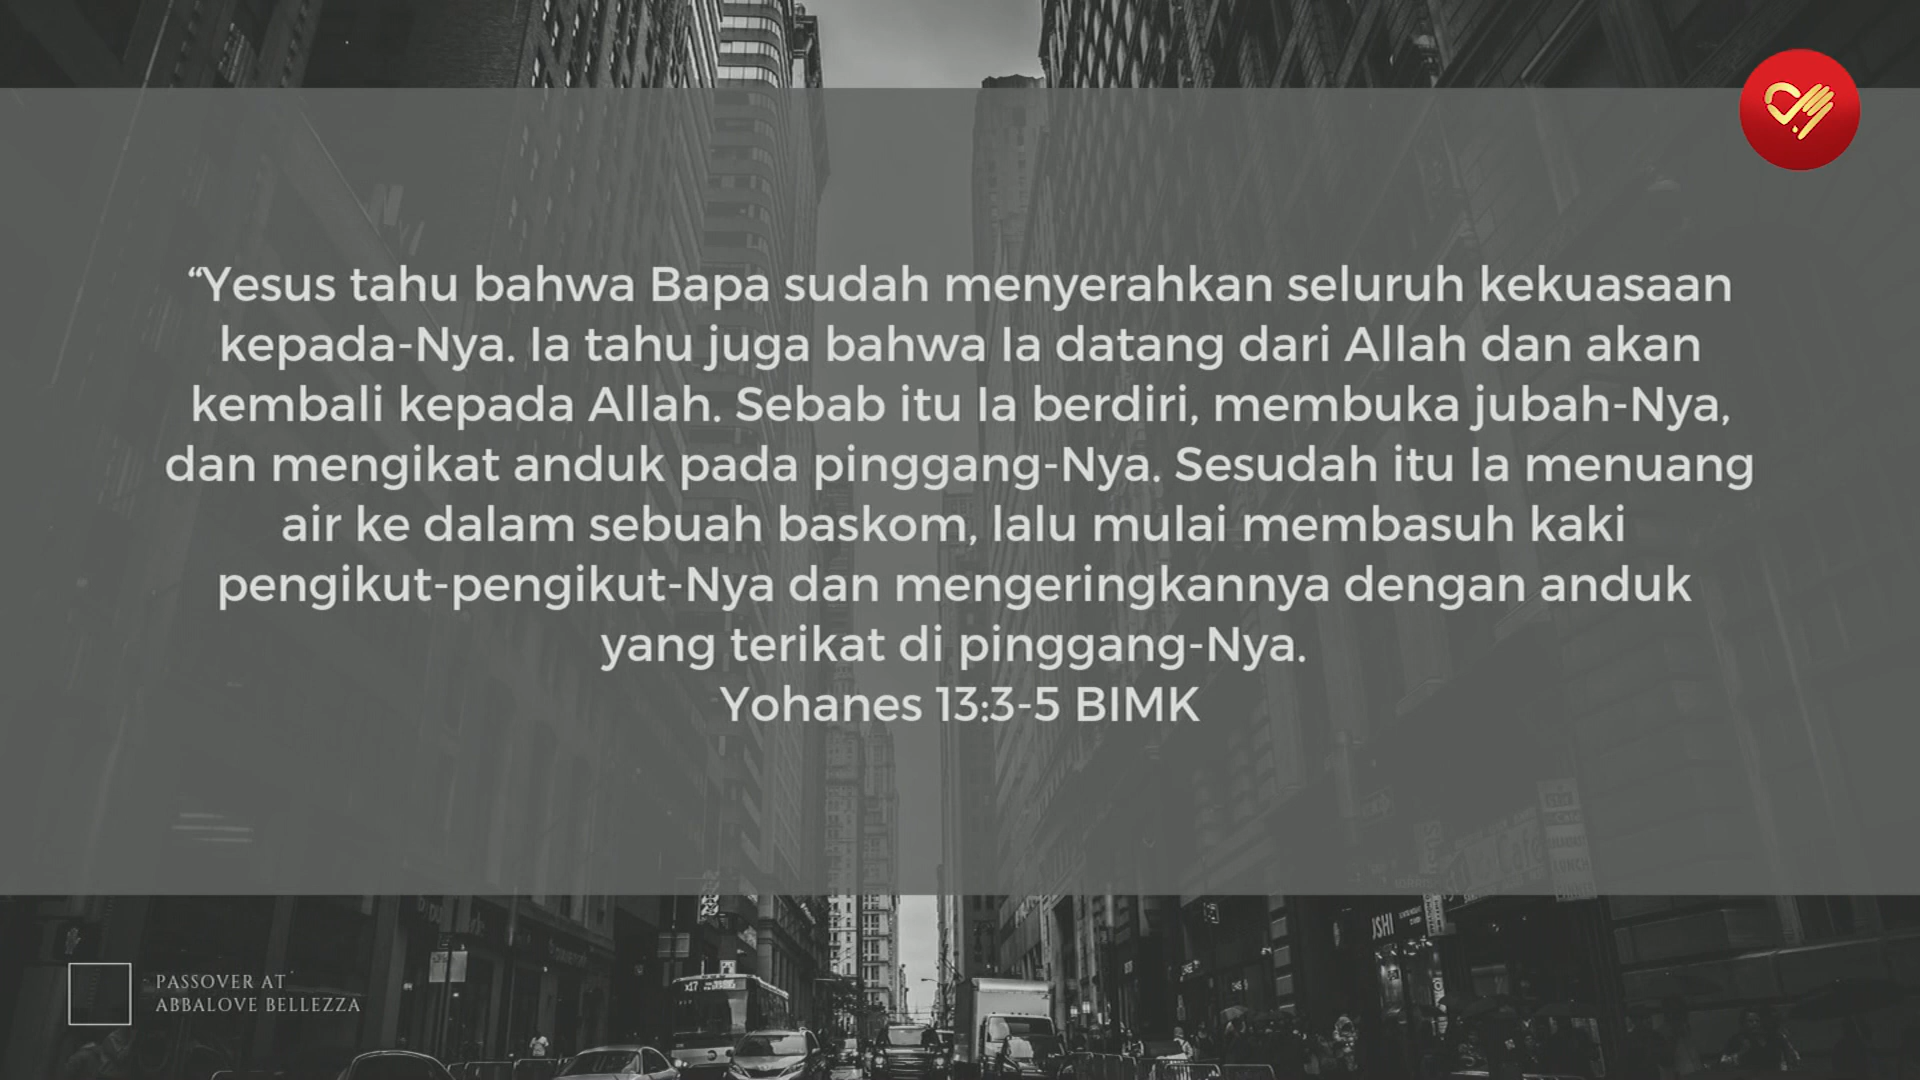 “Yesus tahu bahwa Bapa sudah menyerahkan seluruh kekuasaan
kepada-Nya. Ia tahu juga bahwa Ia datang dari Allah dan akan
kembali kepada Allah. Sebab itu Ia berdiri, membuka jubah-Nya,
dan mengikat anduk pada pinggang-Nya. Sesudah itu Ia menuang
air ke dalam sebuah baskom, lalu mulai membasuh kaki
pengikut-pengikut-Nya dan mengeringkannya dengan anduk
yang terikat di pinggang-Nya.
Yohanes 13:3-5 BIMK
PASSOVER AT
ABBALOVE BELLEZZA
x17